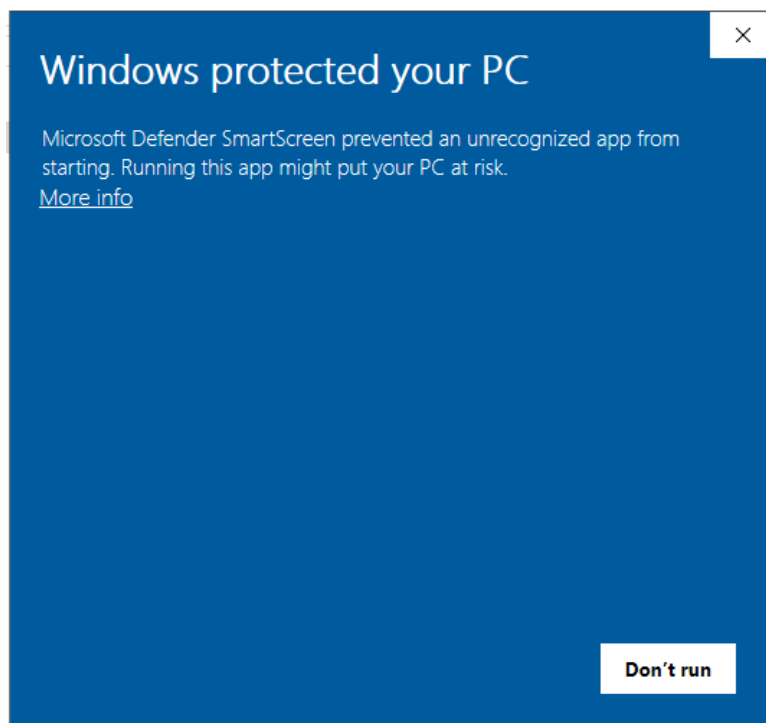 Windows protected your PC
Microsoft Defender SmartScreen prevented an unrecognized app from
starting. Running this app might put your PC at risk.
More info
Don't run